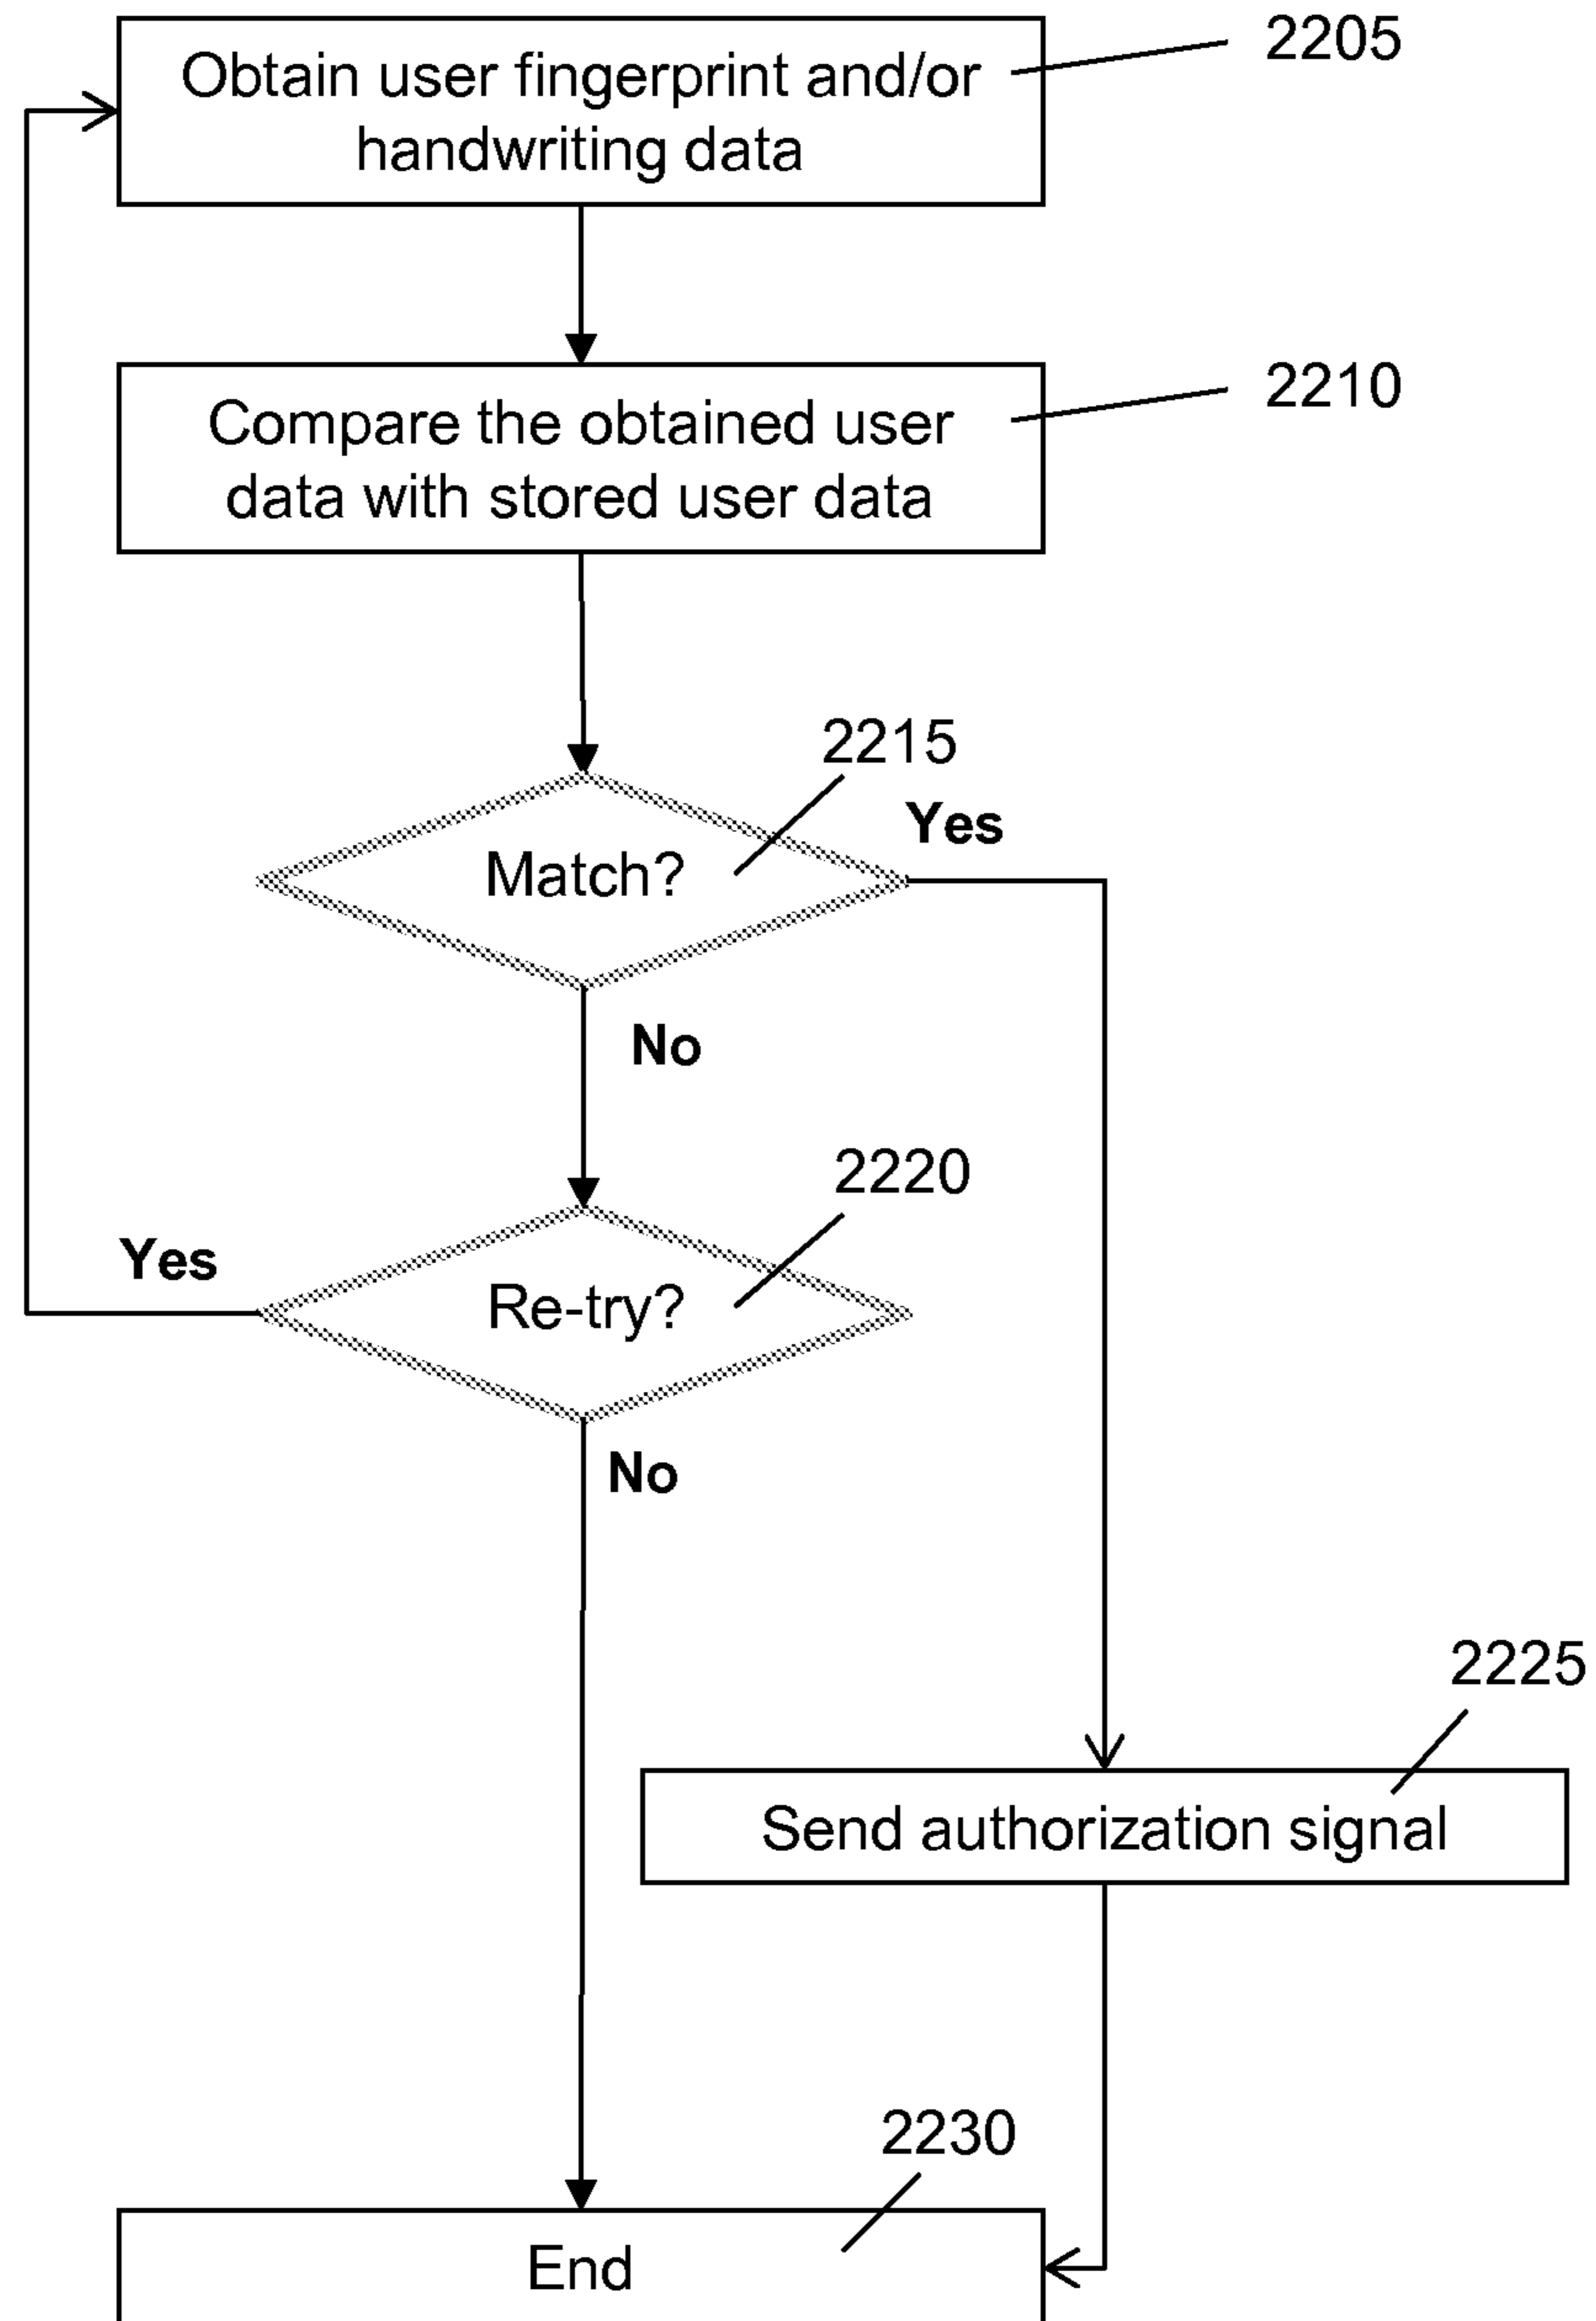 Obtain user fingerprint and/or
handwriting data
2205
Compare the obtained user
data with stored user data
2210
2215
Yes
Match?
No
2220
Yes
Re-try?
No
2225
Send authorization signal
2230
End